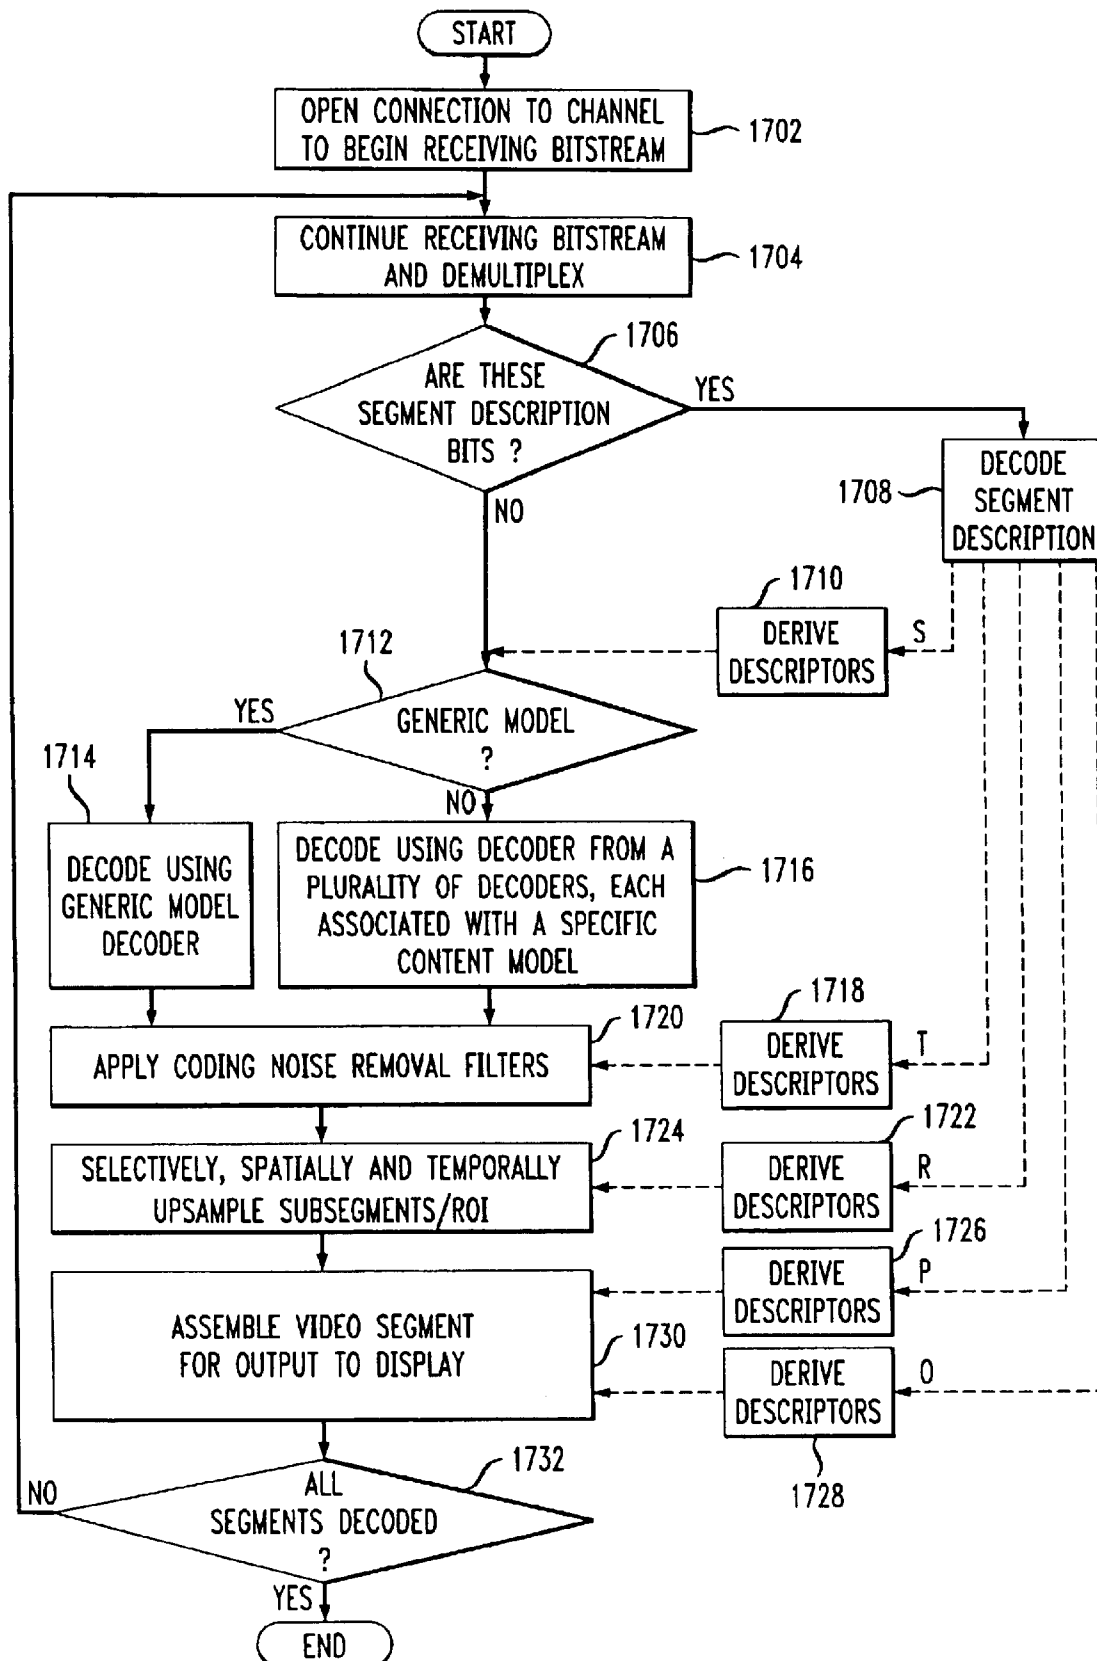 START
OPEN CONNECTION TO CHANNEL
TO BEGIN RECEIVING BITSTREAM
1702
CONTINUE RECEIVING BITSTREAM
AND DEMULTIPLEX
1704
1706
ARE THESE
SEGMENT DESCRIPTION
BITS ?
YES
NO
DECODE
SEGMENT
DESCRIPTION
1708
1710
DERIVE
DESCRIPTORS
S
1712
GENERIC MODEL
?
YES
NO
1714
DECODE USING
GENERIC MODEL
DECODER
DECODE USING DECODER FROM A
PLURALITY OF DECODERS, EACH
ASSOCIATED WITH A SPECIFIC
CONTENT MODEL
1716
1718
DERIVE
DESCRIPTORS
T
1720
APPLY CODING NOISE REMOVAL FILTERS
1722
DERIVE
DESCRIPTORS
R
1724
SELECTIVELY, SPATIALLY AND TEMPORALLY
UPSAMPLE SUBSEGMENTS/ROI
1726
DERIVE
DESCRIPTORS
P
ASSEMBLE VIDEO SEGMENT
FOR OUTPUT TO DISPLAY
1730
DERIVE
DESCRIPTORS
O
1728
1732
ALL
SEGMENTS DECODED
?
NO
YES
END